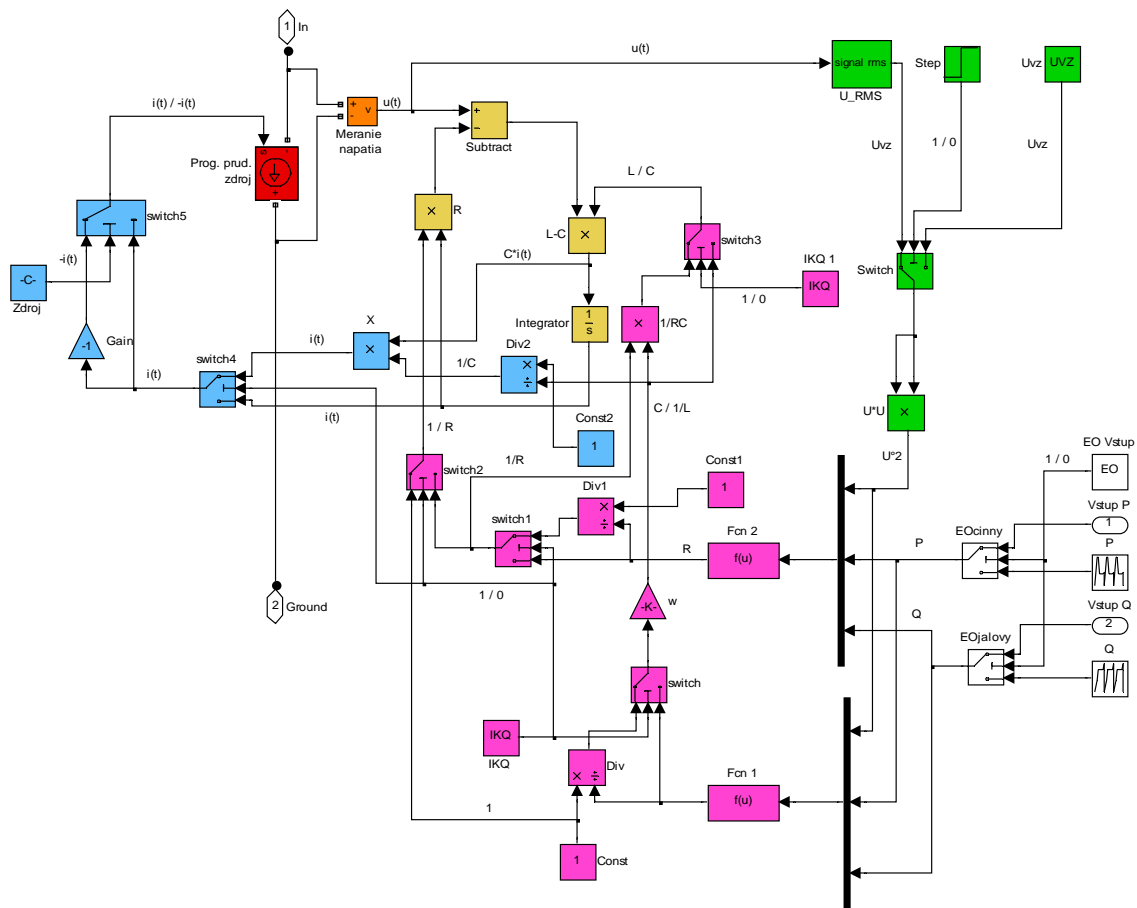 1
In
u(t)
signal rms
U_RMS
Step
Uvz
UVZ
i(t) / -i(t)
+
-
v
u(t)
Meranie
napatia
+
−
Subtract
1 / 0
Uvz
Uvz
Prog. prud.
zdroj
s
-
+
L / C
switch5
×
R
×
L-C
switch3
-i(t)
C*i(t)
Switch
IKQ 1
IKQ
-C-
Zdroj
1 / 0
X
Integrator
1
s
×
1/RC
-1
Gain
i(t)
×
Div2
×
÷
1/C
switch4
i(t)
i(t)
C / 1/L
U*U
×
Const2
1
1 / R
U°2
EO Vstup
EO
1 / 0
switch2
1/R
Const1
1
Div1
×
÷
Vstup P
1
switch1
Fcn 2
f(u)
R
P
EOcinny
P
1 / 0
2
Ground
-K-
w
Q
Vstup Q
2
EOjalovy
Q
switch
IKQ
IKQ
×
÷
Div
Fcn 1
f(u)
1
1
Const